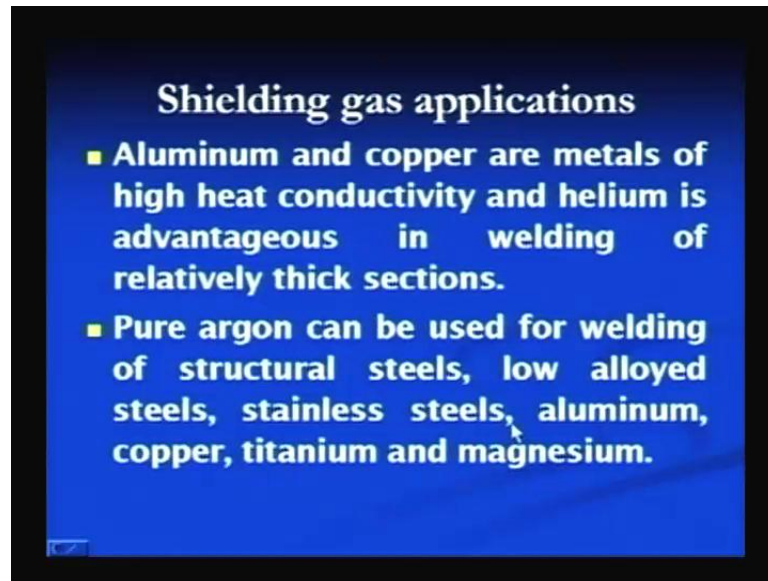 Shielding gas applications
Aluminum and copper are metals of
high heat conductivity and helium is
advantageous in welding of
relatively thick sections.
Pure argon can be used for welding
of structural steels, low alloyed
steels, stainless steels, aluminum,
copper, titanium and magnesium.